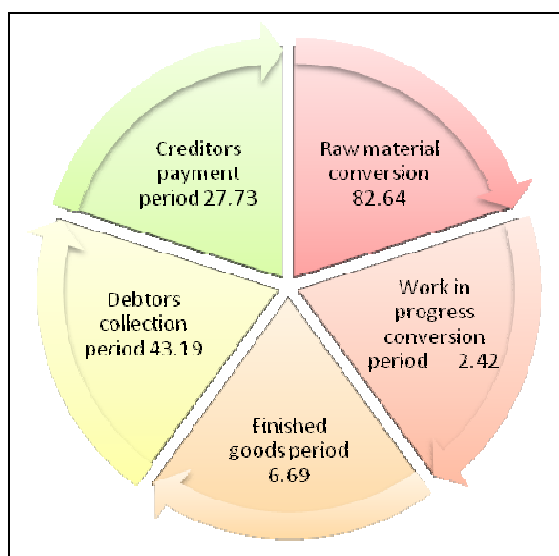 Raw material
conversion
82.64
Work in
progress
conversion
period 2.42
Finished
goods period
6.69
Debtors
collection
period 43.19
Creditors
payment
period 27.73